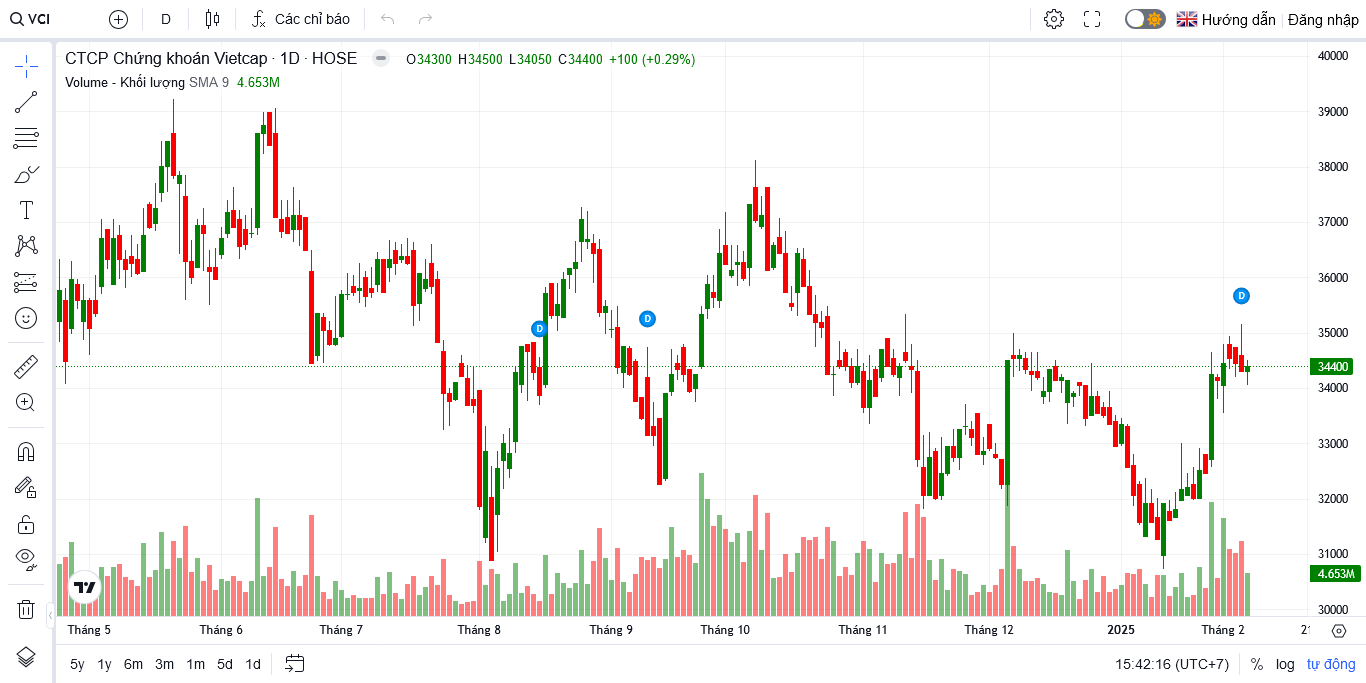 VCI D Các chỉ báo Hướng dẫn Đăng nhập
CTCP Chứng khoán Vietcap · 1D · HOSE O34300 H34500 L34050 C34400 +100 (+0.29%)
Volume - Khối lượng SMA 9 4.653M
40000
39000
38000
37000
36000
D
D
D
35000
34400
34000
33000
32000
31000
4.653M
30000
Tháng 5 Tháng 6 Tháng 7 Tháng 8 Tháng 9 Tháng 10 Tháng 11 Tháng 12 2025 Tháng 2
5y 1y 6m 3m 1m 5d 1d 15:42:16 (UTC+7) % log tự động